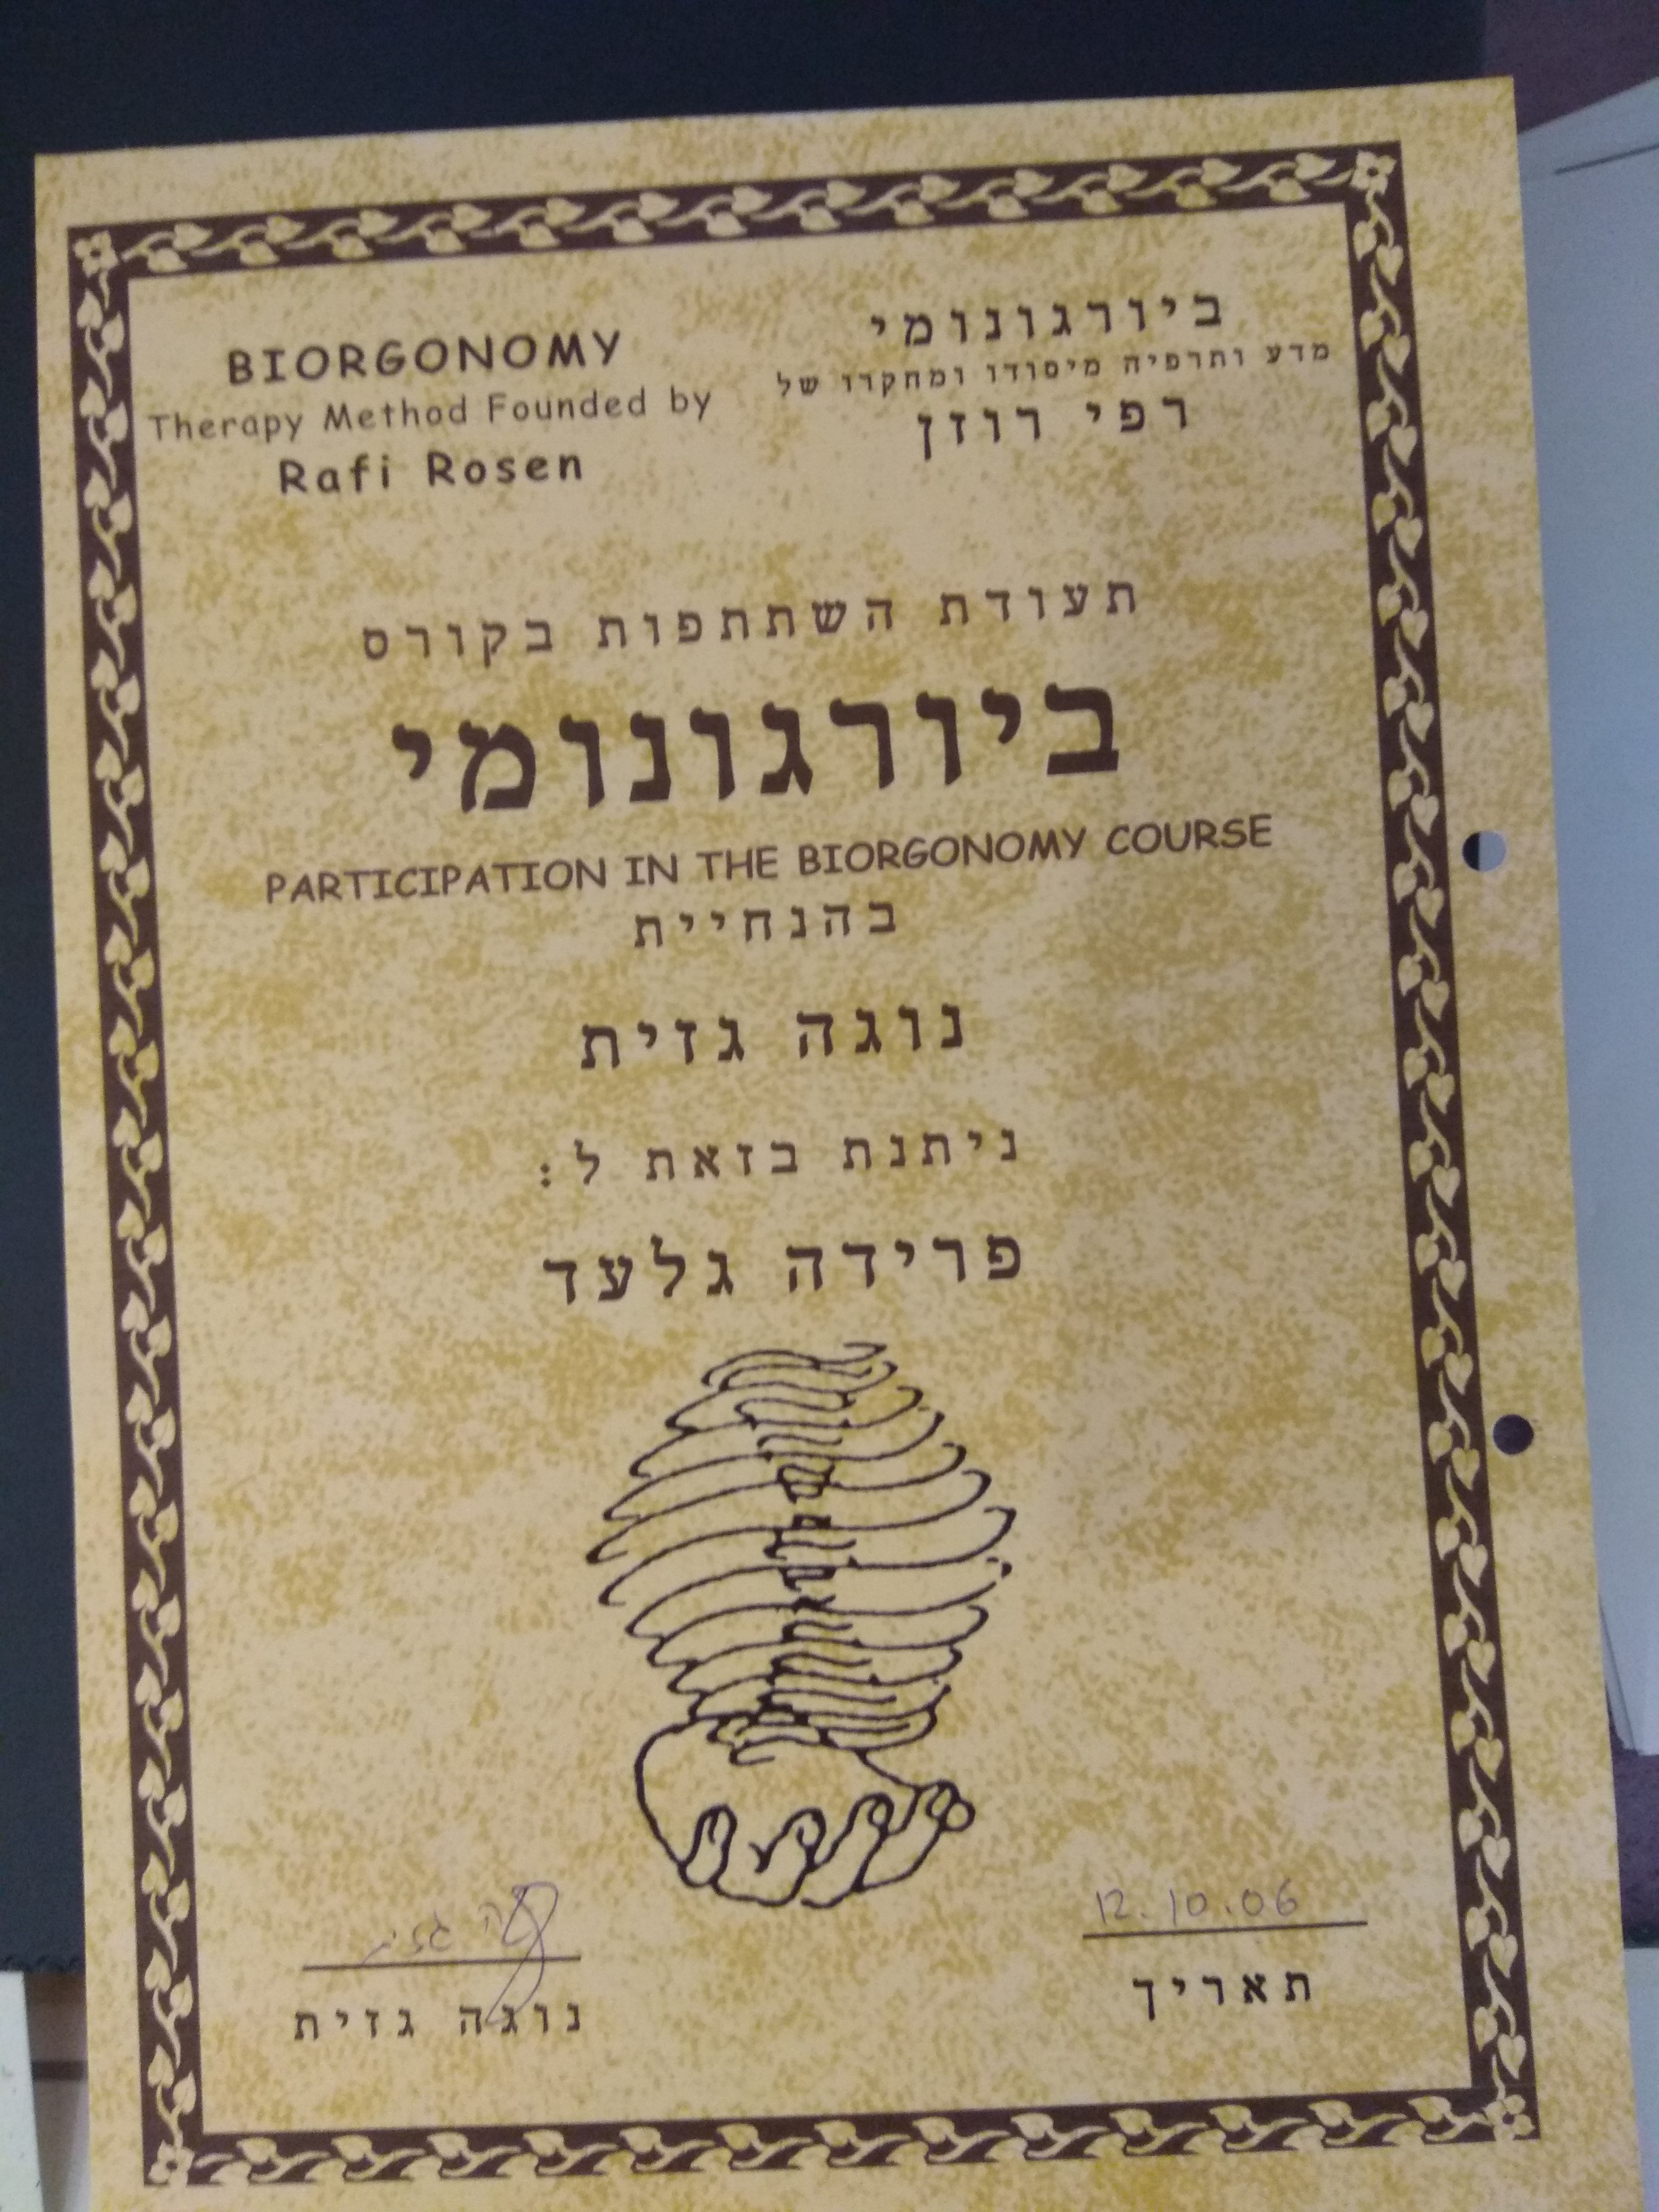 ביורגונומי
מדע ותרפיה מיסודו ומחקרו של
רפי רוזן
BIORGONOMY
Therapy Method Founded by
Rafi Rosen
תעודת השתתפות בקורס
ביורגונומי
PARTICIPATION IN THE BIORGONOMY COURSE
בהנחיית
נוגה גזית
ניתנת בזאת ל:
פרידה גלעד
12.10.06
תאריך
נוגה גזית